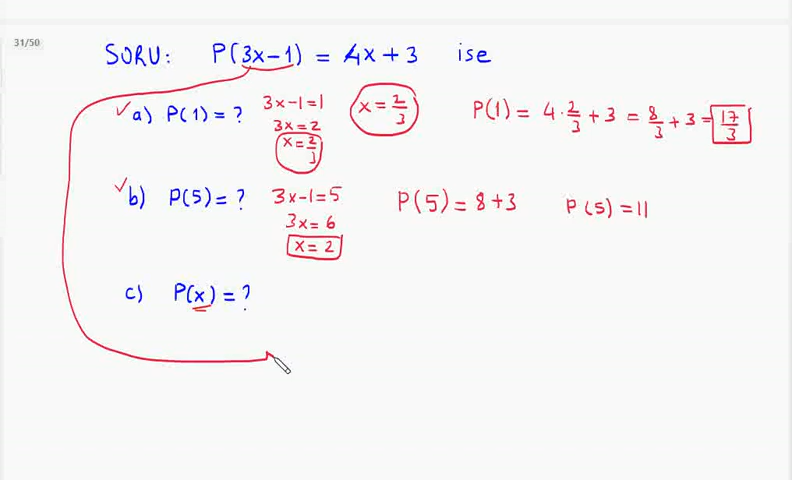 31/50
SORU: P(3x-1) = 4x+3 ise
a) P(1) = ? 3x-1=1 x=2/3 P(1) = 4·2/3+3 = 8/3+3 = 17/3
3x=2
x=2/3
b) P(5) = ? 3x-1=5 P(5) = 8+3 P(5) = 11
3x=6
x=2
c) P(x) = ?